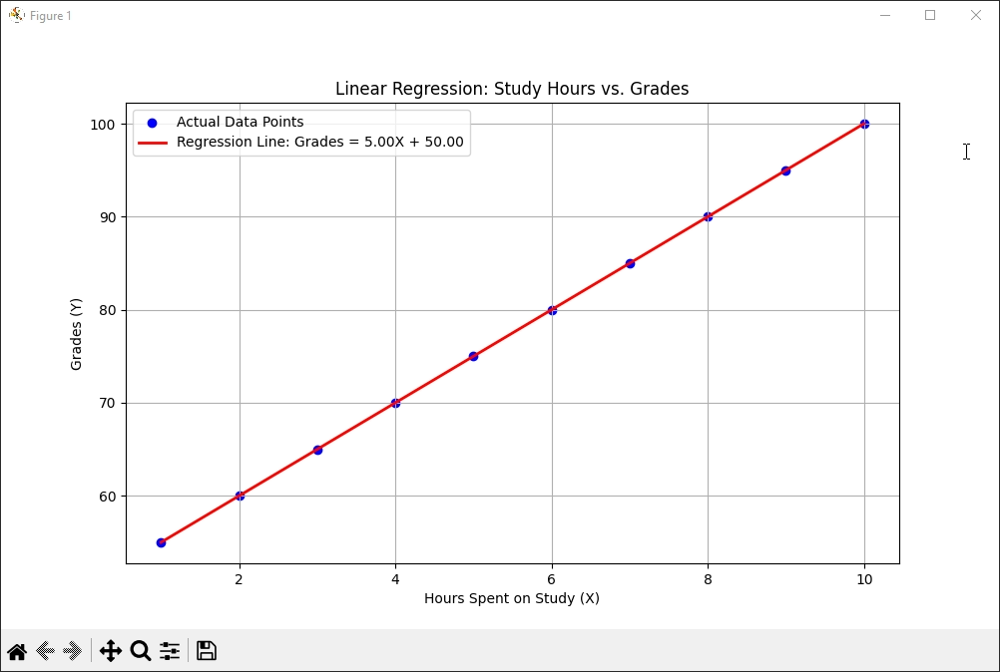 Figure 1
Linear Regression: Study Hours vs. Grades
Actual Data Points
Regression Line: Grades = 5.00X + 50.00
100
90
80
70
60
Grades (Y)
2 4 6 8 10
Hours Spent on Study (X)